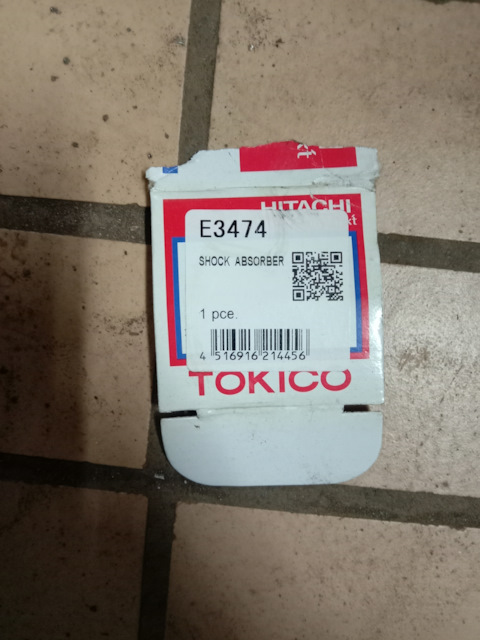 HITACHI
E3474
SHOCK ABSORBER
1 pce.
4 516916 214456
TOKICO